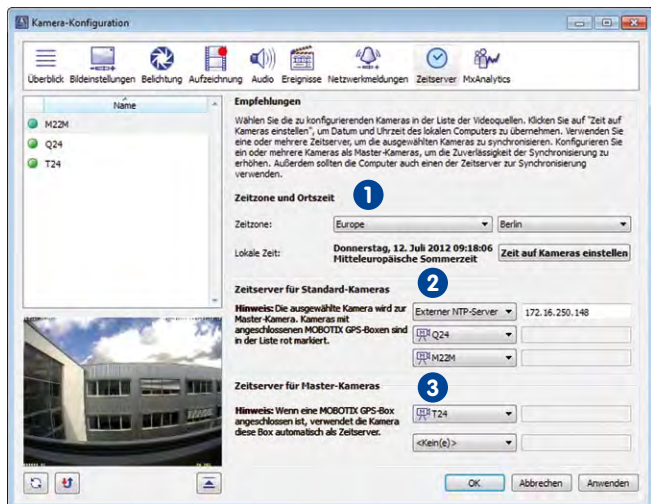 Kamera-Konfiguration
Überblick Bildeinstellungen Belichtung Aufzeichnung Audio Ereignisse Netzwerkmeldungen Zeitserver MxAnalytics
Name
M22M
Q24
T24
Empfehlungen
Wählen Sie die zu konfigurierenden Kameras in der Liste der Videoquellen. Klicken Sie auf "Zeit auf
Kameras einstellen", um Datum und Uhrzeit des lokalen Computers zu übernehmen. Verwenden Sie
eine oder mehrere Zeitserver, um die ausgewählten Kameras zu synchronisieren. Konfigurieren Sie
ein oder mehrere Kameras als Master-Kameras, um die Zuverlässigkeit der Synchronisierung zu
erhöhen. Außerdem sollten die Computer auch einen der Zeitserver zur Synchronisierung
verwenden.
Zeitzone und Ortszeit
1
Zeitzone:
Europe
Berlin
Lokale Zeit:
Donnerstag, 12. Juli 2012 09:18:06
Mitteleuropäische Sommerzeit
Zeit auf Kameras einstellen
Zeitserver für Standard-Kameras
2
Hinweis: Die ausgewählte Kamera wird zur
Master-Kamera. Kameras mit
angeschlossenen MOBOTIX GPS-Boxen sind
in der Liste rot markiert.
Externer NTP-Server
172.16.250.148
Q24
M22M
Zeitserver für Master-Kameras
3
Hinweis: Wenn eine MOBOTIX GPS-Box
angeschlossen ist, verwendet die Kamera
diese Box automatisch als Zeitserver.
T24
<Kein(e)>
OK
Abbrechen
Anwenden